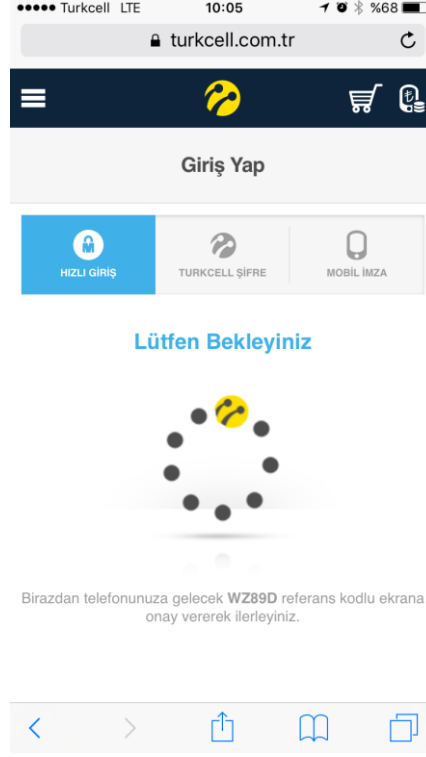 Turkcell LTE 10:05 %68
turkcell.com.tr
Giriş Yap
HIZLI GİRİŞ TURKCELL ŞİFRE MOBİL İMZA
Lütfen Bekleyiniz
Birazdan telefonunuza gelecek WZ89D referans kodlu ekrana
onay vererek ilerleyiniz.